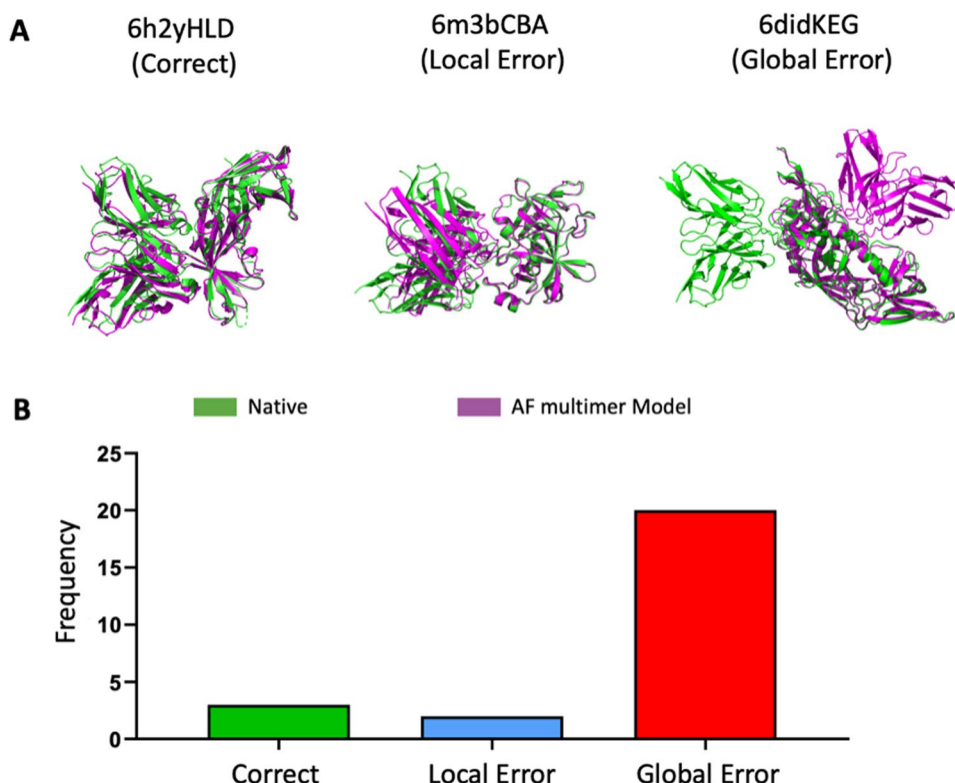 A
6h2yHLD
(Correct)
6m3bCBA
(Local Error)
6didKEG
(Global Error)
B
Native
AF multimer Model
Frequency
25
20
15
10
5
0
Correct
Local Error
Global Error